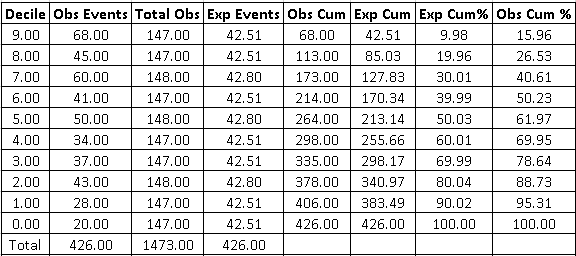 Decile Obs Events Total Obs Exp Events Obs Cum Exp Cum Exp Cum% Obs Cum %
9.00 68.00 147.00 42.51 68.00 42.51 9.98 15.96
8.00 45.00 147.00 42.51 113.00 85.03 19.96 26.53
7.00 60.00 148.00 42.80 173.00 127.83 30.01 40.61
6.00 41.00 147.00 42.51 214.00 170.34 39.99 50.23
5.00 50.00 148.00 42.80 264.00 213.14 50.03 61.97
4.00 34.00 147.00 42.51 298.00 255.66 60.01 69.95
3.00 37.00 147.00 42.51 335.00 298.17 69.99 78.64
2.00 43.00 148.00 42.80 378.00 340.97 80.04 88.73
1.00 28.00 147.00 42.51 406.00 383.49 90.02 95.31
0.00 20.00 147.00 42.51 426.00 426.00 100.00 100.00
Total 426.00 1473.00 426.00